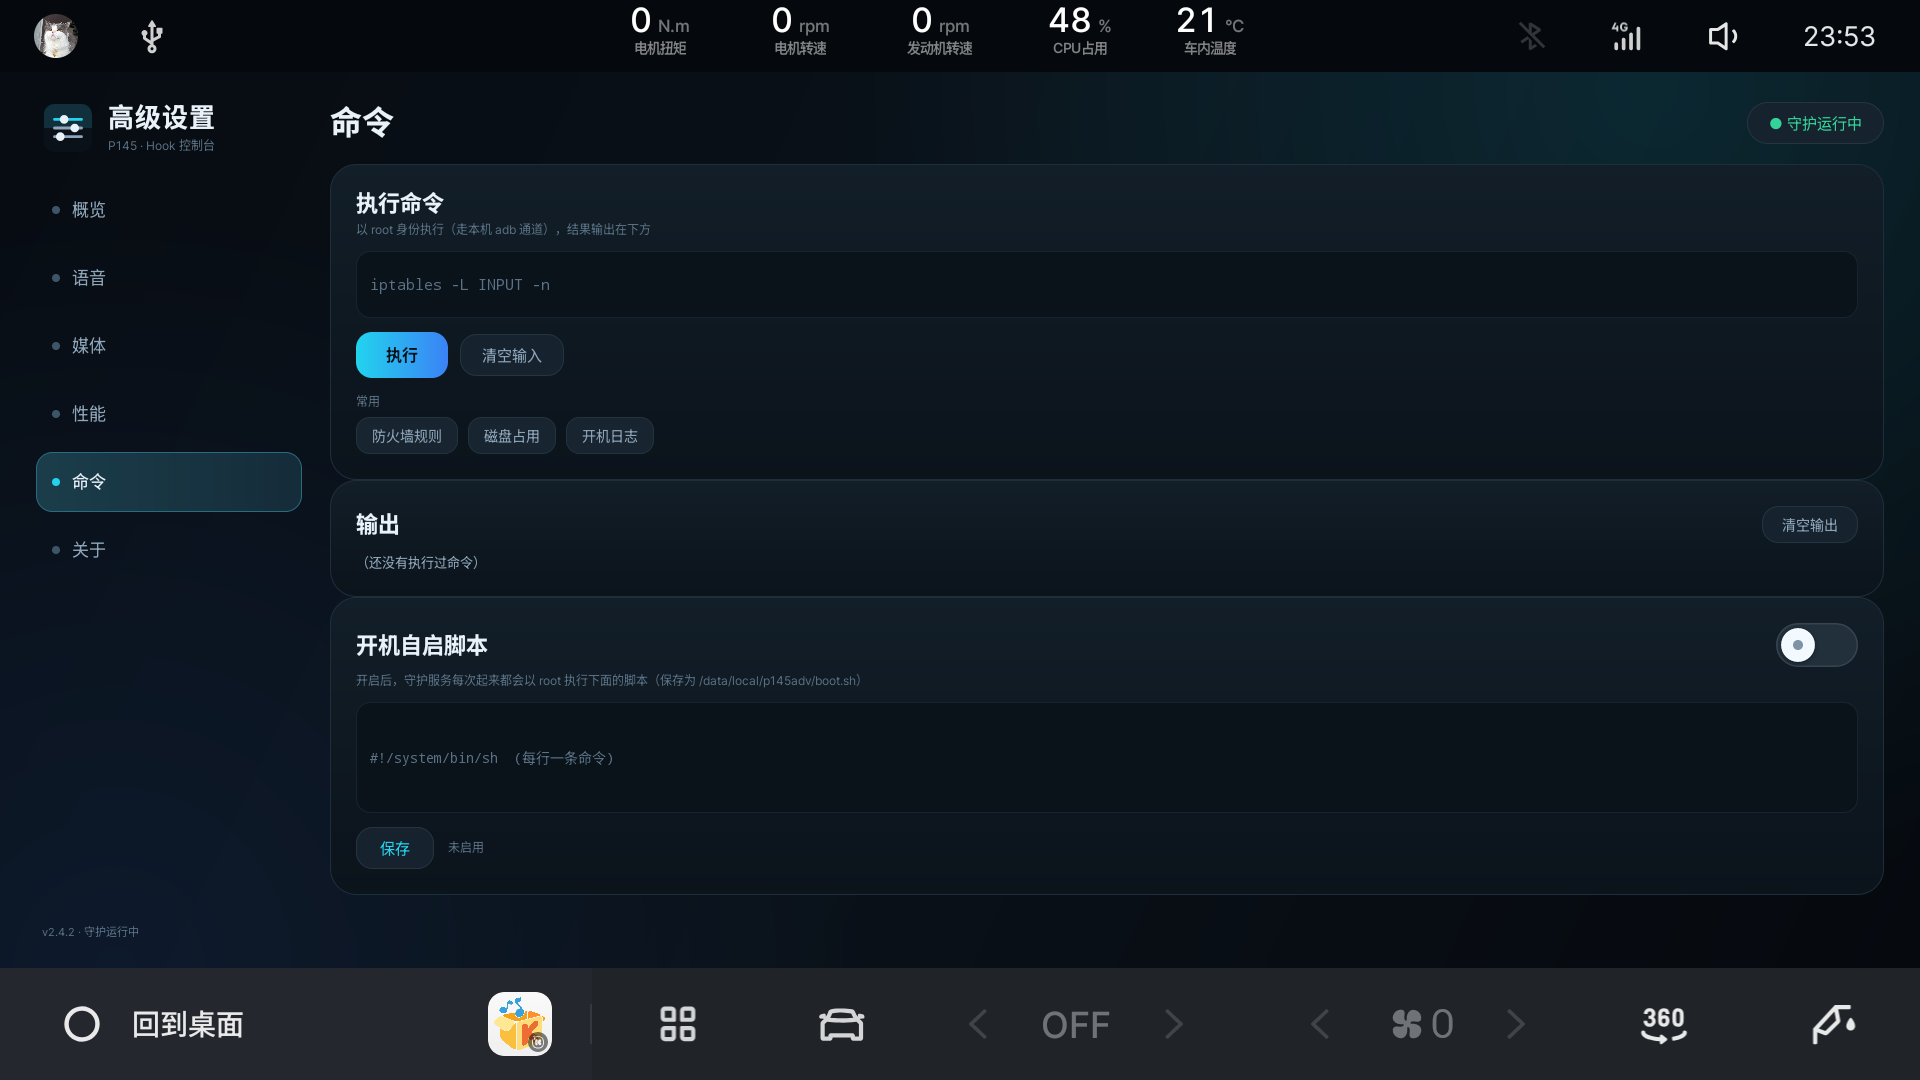 0 N.m
电机扭矩
0 rpm
电机转速
0 rpm
发动机转速
48 %
CPU占用
21 °C
车内温度
4G
23:53
高级设置
P145 · Hook 控制台
概览
语音
媒体
性能
命令
关于
v2.4.2 · 守护运行中
命令
守护运行中
执行命令
以 root 身份执行（走本机 adb 通道），结果输出在下方
iptables -L INPUT -n
执行
清空输入
常用
防火墙规则
磁盘占用
开机日志
输出
清空输出
（还没有执行过命令）
开机自启脚本
开启后，守护服务每次起来都会以 root 执行下面的脚本（保存为 /data/local/p145adv/boot.sh）
#!/system/bin/sh （每行一条命令）
保存
未启用
回到桌面
OFF
0
360